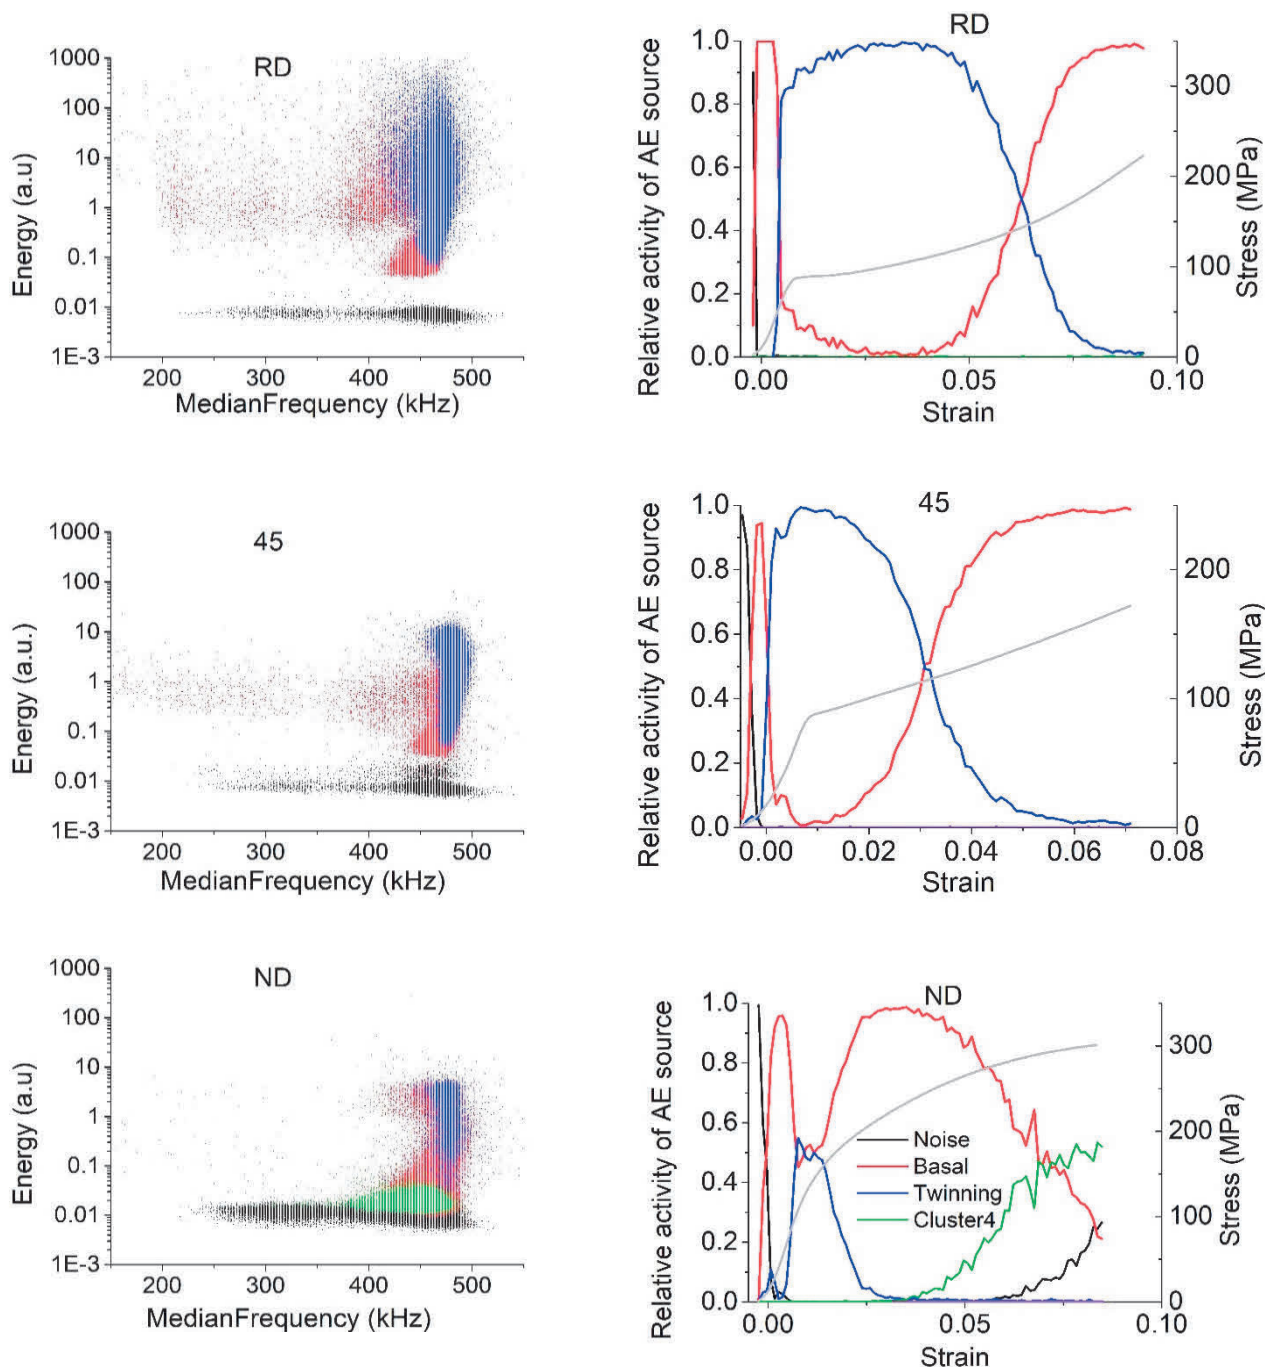 RD
1000
100
10
1
0.1
0.01
1E-3
Energy (a.u)
200 300 400 500
MedianFrequency (kHz)
RD
1.0
0.8
0.6
0.4
0.2
0.0
Relative activity of AE source
300
200
100
0
Stress (MPa)
0.00 0.05 0.10
Strain
45
1000
100
10
1
0.1
0.01
1E-3
Energy (a.u.)
200 300 400 500
MedianFrequency (kHz)
45
1.0
0.8
0.6
0.4
0.2
0.0
Relative activity of AE source
200
100
0
Stress (MPa)
0.00 0.02 0.04 0.06 0.08
Strain
ND
1000
100
10
1
0.1
0.01
1E-3
Energy (a.u)
200 300 400 500
MedianFrequency (kHz)
ND
1.0
0.8
0.6
0.4
0.2
0.0
Relative activity of AE source
Noise
Basal
Twinning
Cluster4
300
200
100
0
Stress (MPa)
0.00 0.05 0.10
Strain